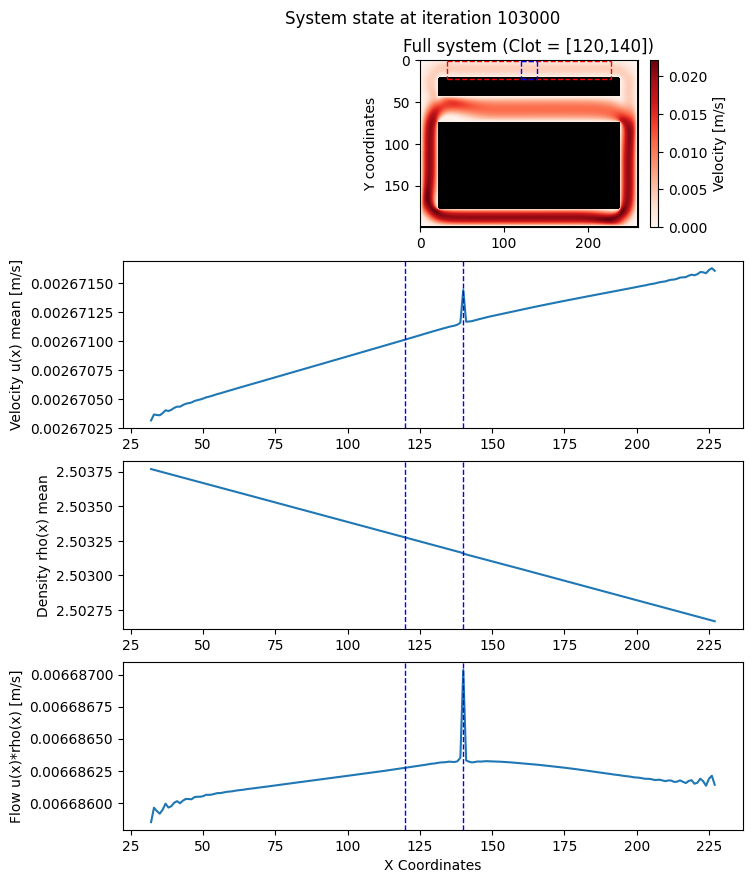 System state at iteration 103000
Full system (Clot = [120,140])
0
50
100
150
Y coordinates
0 100 200
0.020
0.015
0.010
0.005
0.000
Velocity [m/s]
Velocity u(x) mean [m/s]
0.00267150
0.00267125
0.00267100
0.00267075
0.00267050
0.00267025
25 50 75 100 125 150 175 200 225
Density rho(x) mean
2.50375
2.50350
2.50325
2.50300
2.50275
25 50 75 100 125 150 175 200 225
Flow u(x)*rho(x) [m/s]
0.00668700
0.00668675
0.00668650
0.00668625
0.00668600
25 50 75 100 125 150 175 200 225
X Coordinates